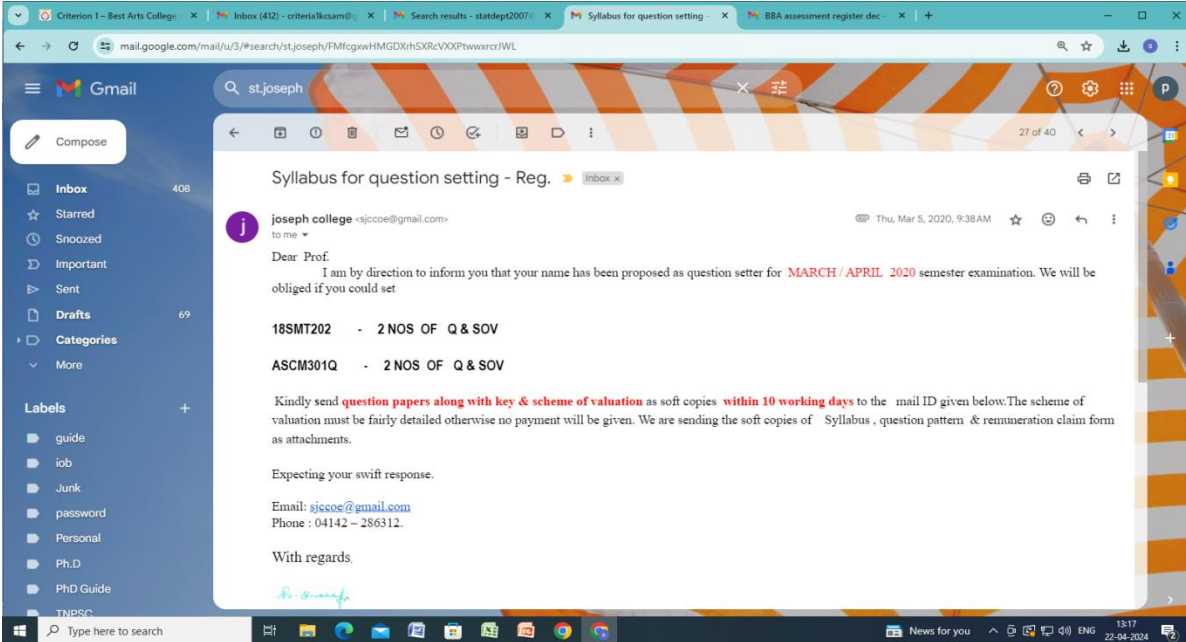 Criterion 1 – Best Arts College
Inbox (412) - criteria1kcsam@g
Search results - statdept2007@
Syllabus for question setting -
BBA assessment register dec -
mail.google.com/mail/u/3/#search/st.joseph/FMfcgxwHMGDXrhSXRcVXXPtwwxrcrJWL
Gmail
st.joseph
P
Compose
27 of 40
Inbox 408
Starred
Snoozed
Important
Sent
Drafts 69
Categories
More
Labels
guide
iob
Junk
password
Personal
Ph.D
PhD Guide
TNPSC
Syllabus for question setting - Reg.
Inbox x
j
joseph college <sjccoe@gmail.com>
Thu, Mar 5, 2020, 9:38 AM
to me
Dear Prof.
I am by direction to inform you that your name has been proposed as question setter for MARCH / APRIL 2020 semester examination. We will be
obliged if you could set
18SMT202 - 2 NOS OF Q & SOV
ASCM301Q - 2 NOS OF Q & SOV
Kindly send question papers along with key & scheme of valuation as soft copies within 10 working days to the mail ID given below.The scheme of
valuation must be fairly detailed otherwise no payment will be given. We are sending the soft copies of Syllabus , question pattern & remuneration claim form
as attachments.
Expecting your swift response.
Email: sjccoe@gmail.com
Phone : 04142 – 286312.
With regards,
Type here to search
News for you
ENG
13:17
22-04-2024